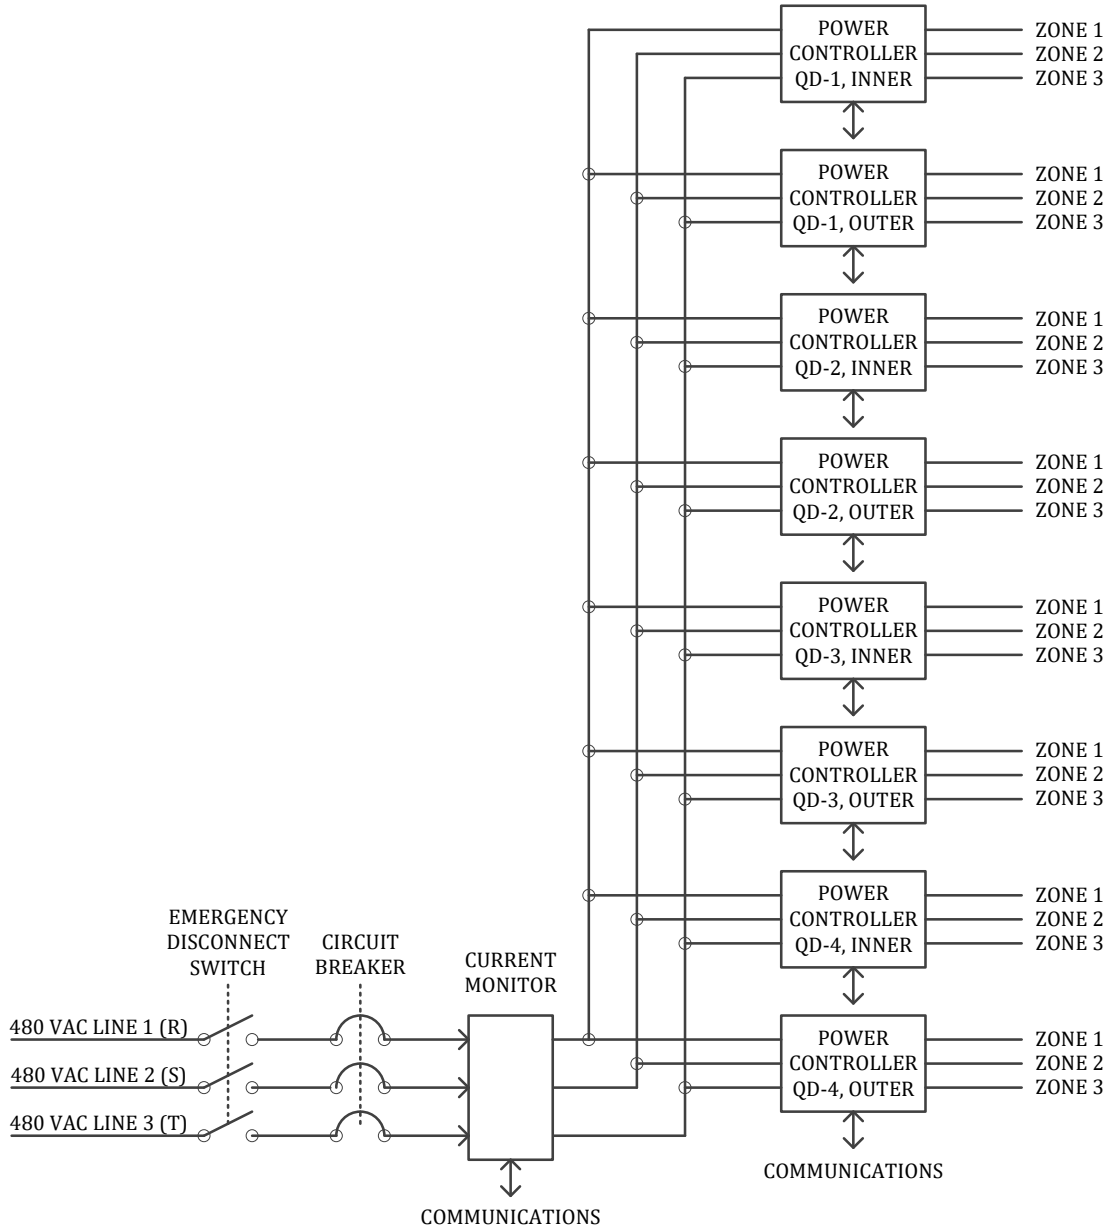 POWER
CONTROLLER
QD-1, INNER
ZONE 1
ZONE 2
ZONE 3
POWER
CONTROLLER
QD-1, OUTER
ZONE 1
ZONE 2
ZONE 3
POWER
CONTROLLER
QD-2, INNER
ZONE 1
ZONE 2
ZONE 3
POWER
CONTROLLER
QD-2, OUTER
ZONE 1
ZONE 2
ZONE 3
POWER
CONTROLLER
QD-3, INNER
ZONE 1
ZONE 2
ZONE 3
POWER
CONTROLLER
QD-3, OUTER
ZONE 1
ZONE 2
ZONE 3
POWER
CONTROLLER
QD-4, INNER
ZONE 1
ZONE 2
ZONE 3
EMERGENCY
DISCONNECT
SWITCH
CIRCUIT
BREAKER
CURRENT
MONITOR
480 VAC LINE 1 (R)
480 VAC LINE 2 (S)
480 VAC LINE 3 (T)
POWER
CONTROLLER
QD-4, OUTER
ZONE 1
ZONE 2
ZONE 3
COMMUNICATIONS
COMMUNICATIONS